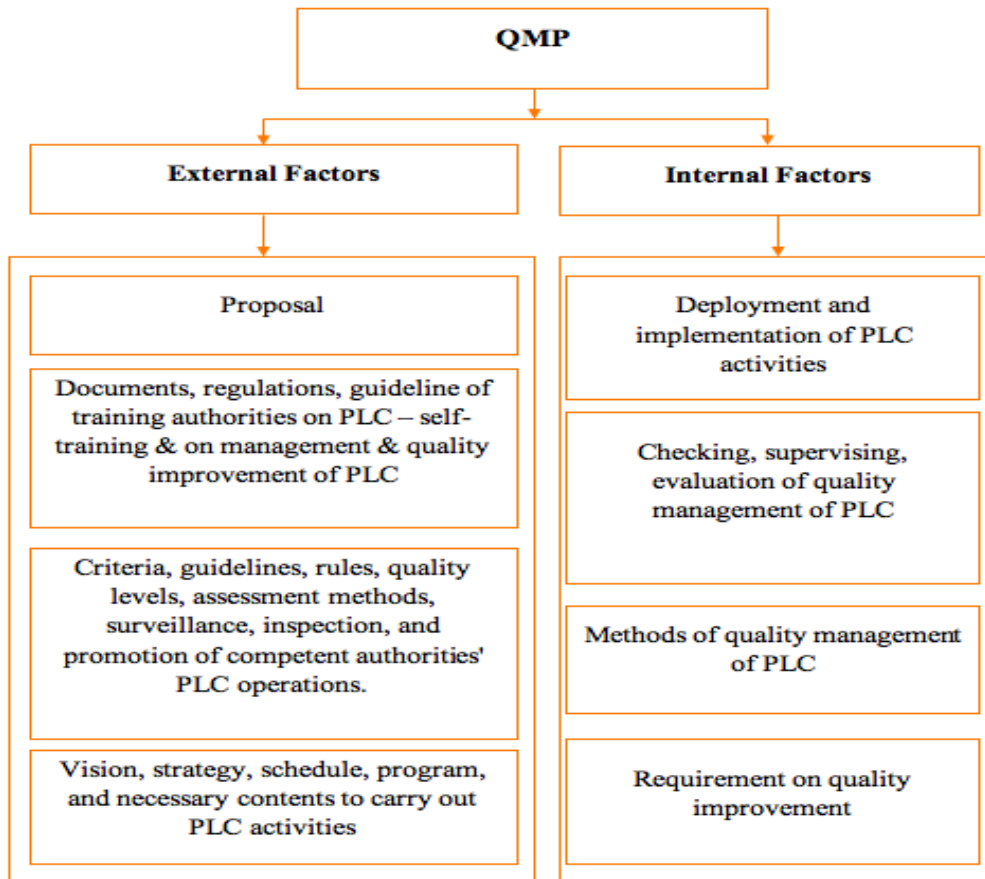 QMP
External Factors
Internal Factors
Proposal
Documents, regulations, guideline of
training authorities on PLC – self-
training & on management & quality
improvement of PLC
Criteria, guidelines, rules, quality
levels, assessment methods,
surveillance, inspection, and
promotion of competent authorities'
PLC operations.
Vision, strategy, schedule, program,
and necessary contents to carry out
PLC activities
Deployment and
implementation of PLC
activities
Checking, supervising,
evaluation of quality
management of PLC
Methods of quality management
of PLC
Requirement on quality
improvement